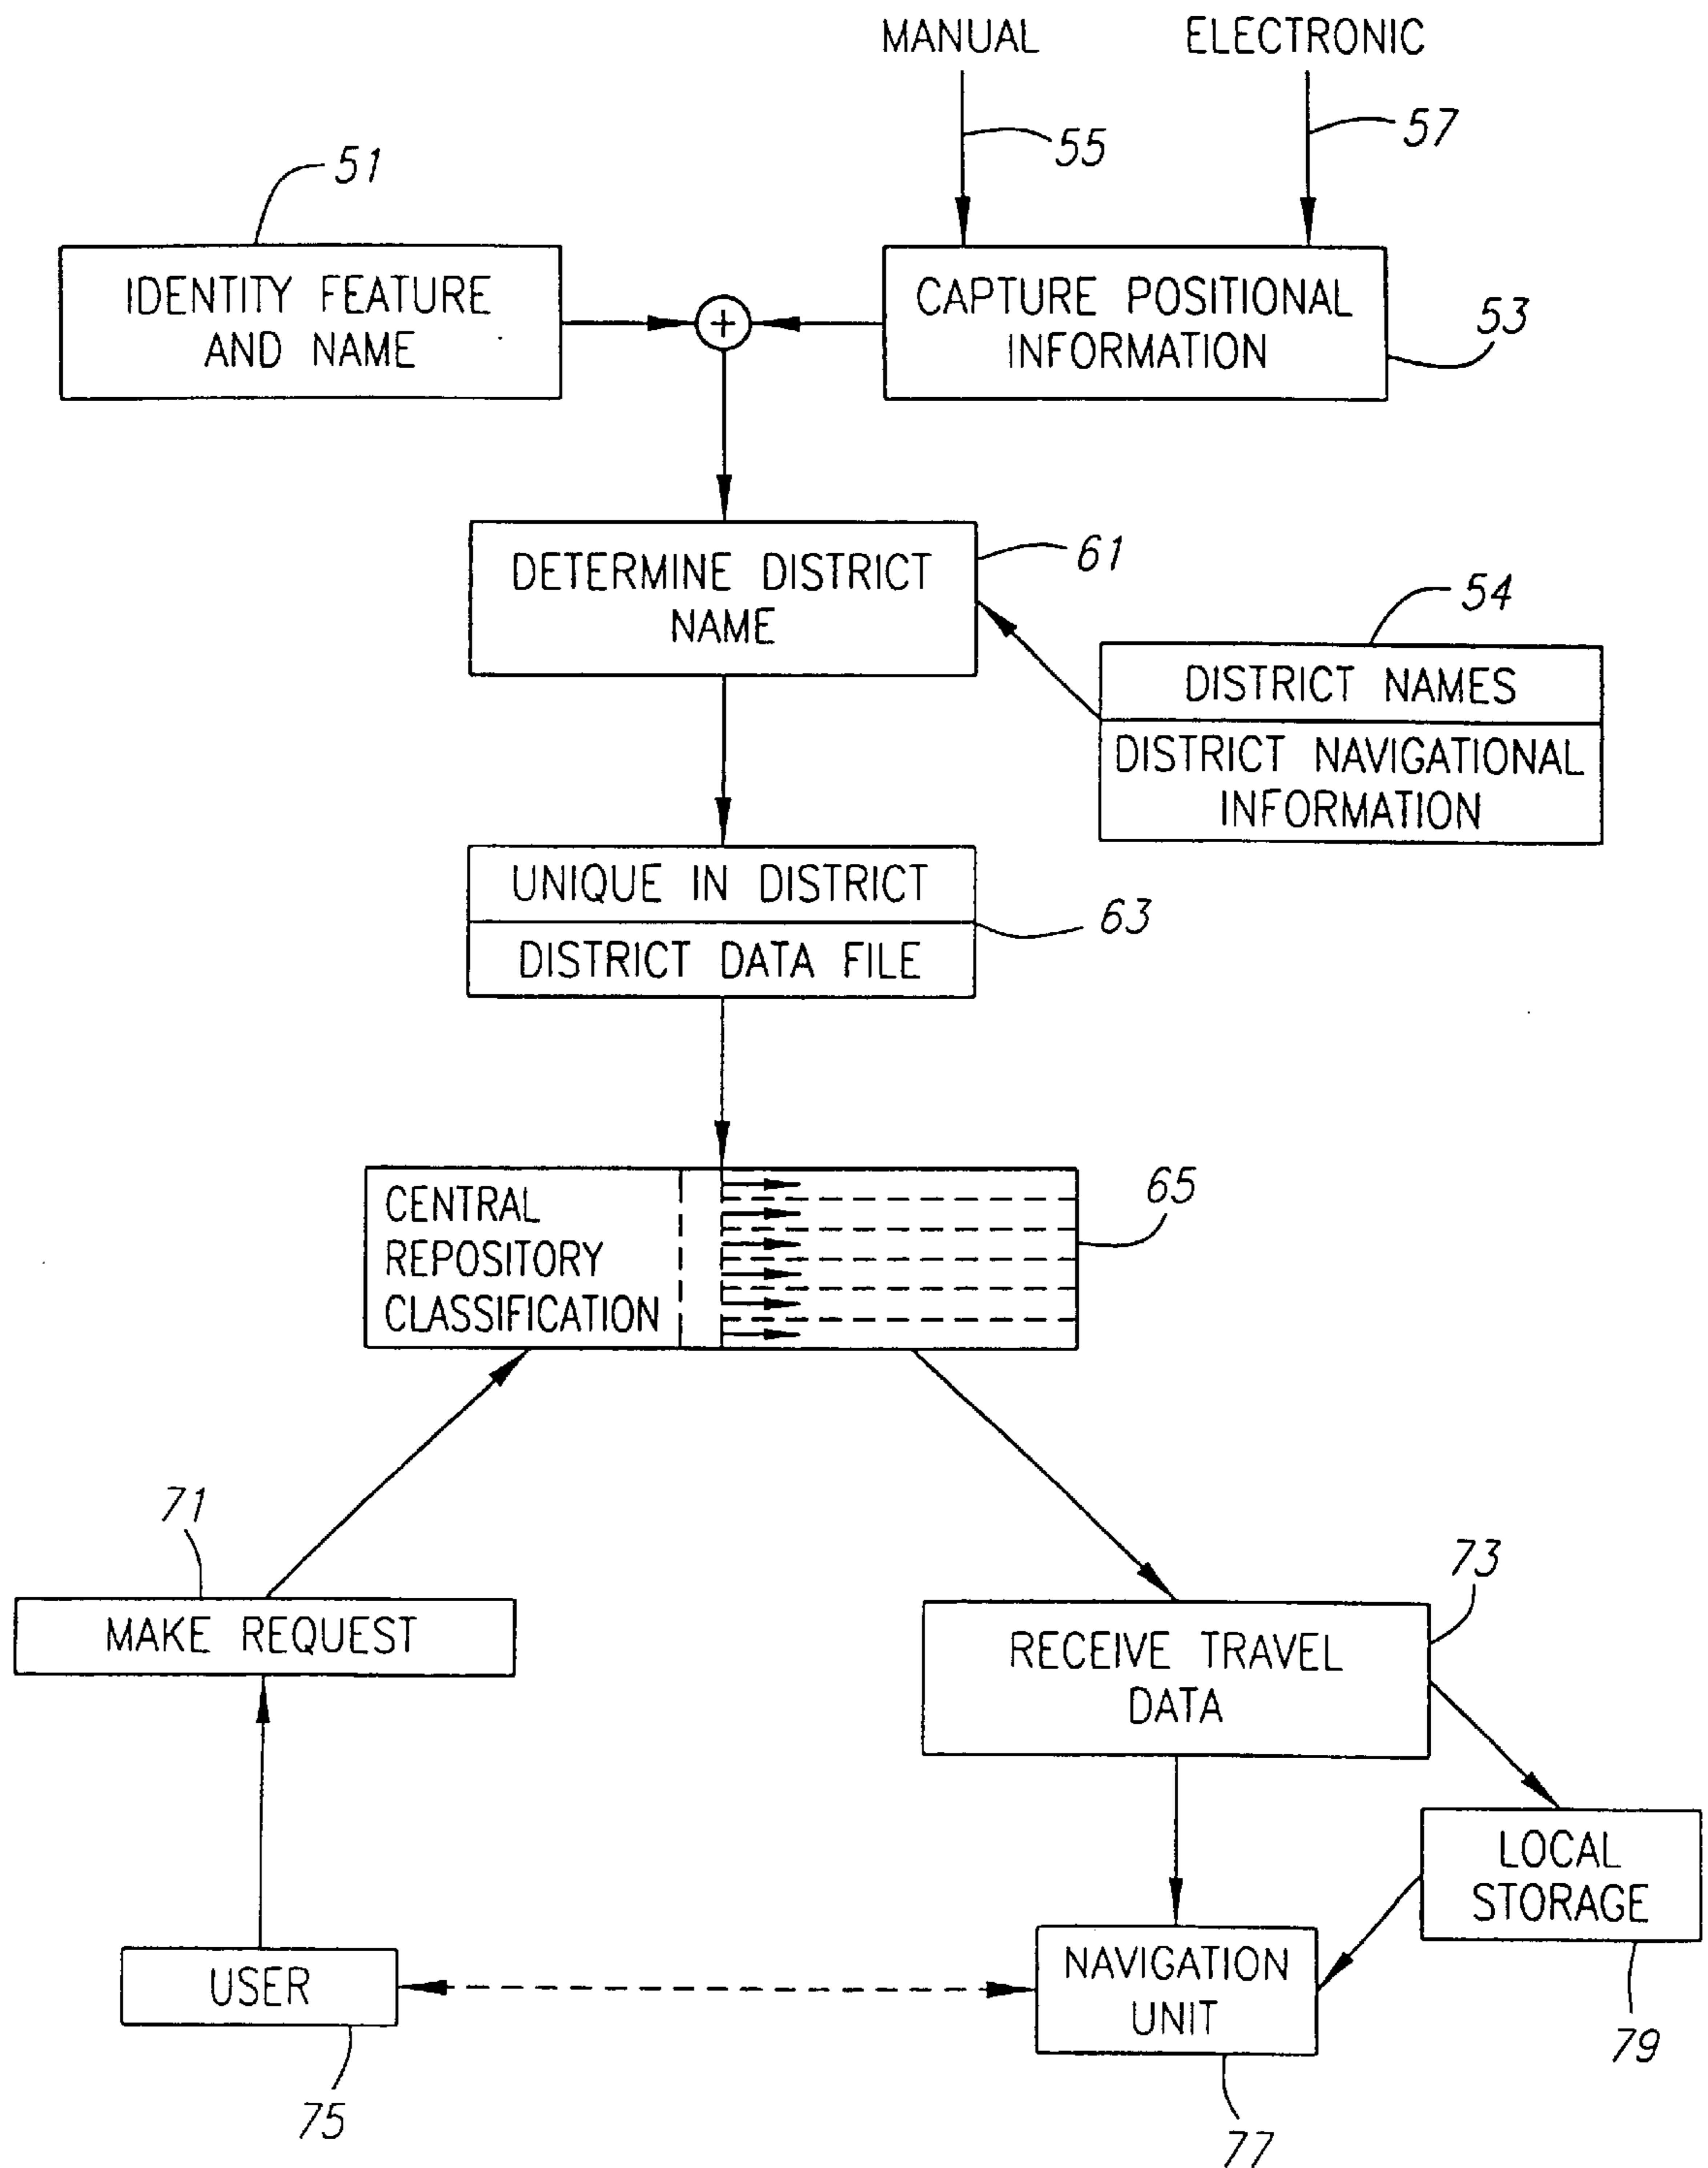 MANUAL
ELECTRONIC
55
57
51
IDENTITY FEATURE
AND NAME
+
CAPTURE POSITIONAL
INFORMATION
53
DETERMINE DISTRICT
NAME
61
54
DISTRICT NAMES
DISTRICT NAVIGATIONAL
INFORMATION
UNIQUE IN DISTRICT
DISTRICT DATA FILE
63
CENTRAL
REPOSITORY
CLASSIFICATION
65
71
MAKE REQUEST
73
RECEIVE TRAVEL
DATA
LOCAL
STORAGE
79
USER
75
NAVIGATION
UNIT
77